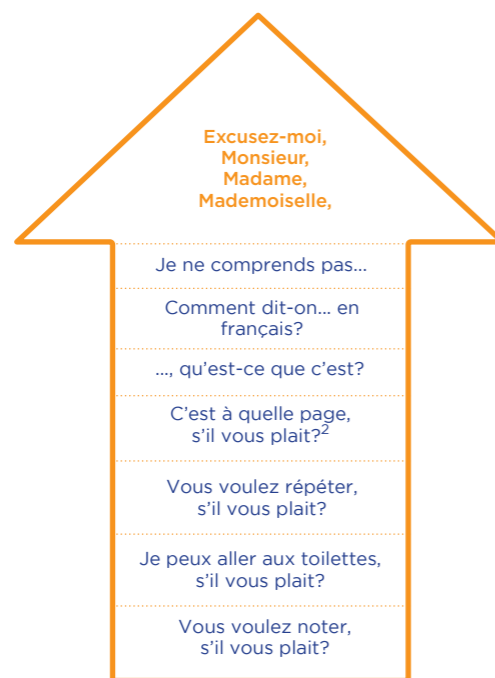 Excusez-moi,
Monsieur,
Madame,
Mademoiselle,
Je ne comprends pas...
Comment dit-on... en
français?
..., qu'est-ce que c'est?
C'est à quelle page,
s'il vous plait?²
Vous voulez répéter,
s'il vous plait?
Je peux aller aux toilettes,
s'il vous plait?
Vous voulez noter,
s'il vous plait?